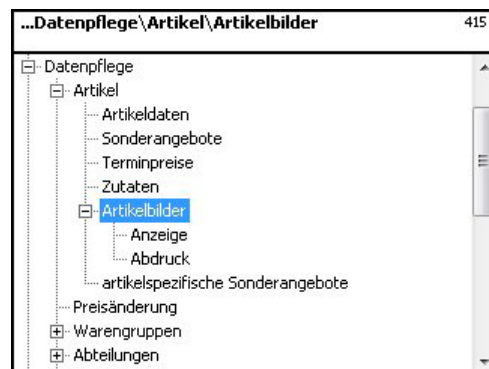 ...Datenpflege\Artikel\Artikelbilder 415
Datenpflege
Artikel
Artikeldaten
Sonderangebote
Terminpreise
Zutaten
Artikelbilder
Anzeige
Abdruck
artikelspezifische Sonderangebote
Preisänderung
Warengruppen
Abteilungen